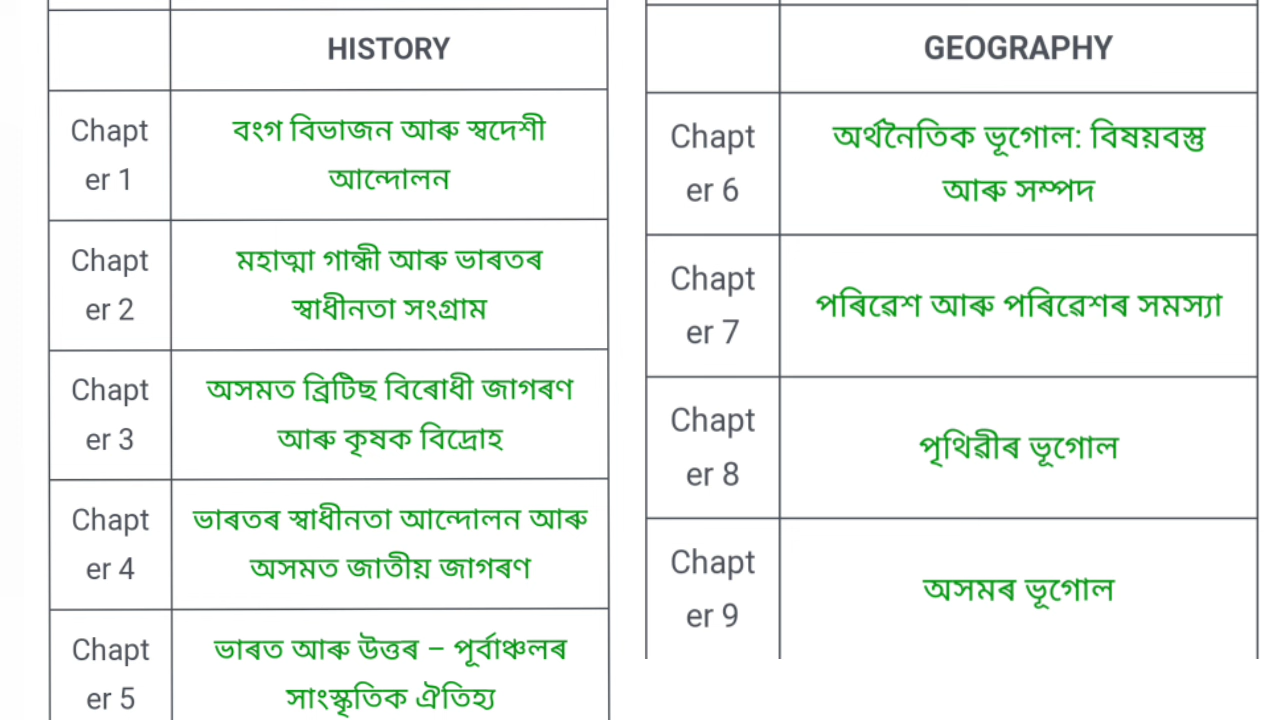 HISTORY
Chapt
er 1
বংগ বিভাজন আৰু স্বদেশী
আন্দোলন
Chapt
er 2
মহাত্মা গান্ধী আৰু ভাৰতৰ
স্বাধীনতা সংগ্ৰাম
Chapt
er 3
অসমত ব্ৰিটিছ বিৰোধী জাগৰণ
আৰু কৃষক বিদ্ৰোহ
Chapt
er 4
ভাৰতৰ স্বাধীনতা আন্দোলন আৰু
অসমত জাতীয় জাগৰণ
Chapt
er 5
ভাৰত আৰু উত্তৰ – পূৰ্বাঞ্চলৰ
সাংস্কৃতিক ঐতিহ্য
GEOGRAPHY
Chapt
er 6
অৰ্থনৈতিক ভূগোল: বিষয়বস্তু
আৰু সম্পদ
Chapt
er 7
পৰিৱেশ আৰু পৰিৱেশৰ সমস্যা
Chapt
er 8
পৃথিৱীৰ ভূগোল
Chapt
er 9
অসমৰ ভূগোল